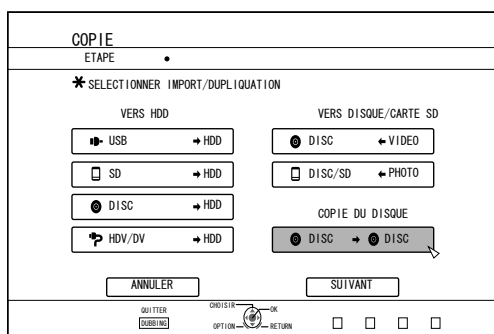 COPIE
ETAPE
* SELECTIONNER IMPORT/DUPLIQUATION
VERS HDD
USB → HDD
SD → HDD
DISC → HDD
HDV/DV → HDD
VERS DISQUE/CARTE SD
DISC ← VIDEO
DISC/SD ← PHOTO
COPIE DU DISQUE
DISC → DISC
ANNULER
SUIVANT
QUITTER
DUBBING
CHOISIR
OK
OPTION
RETURN